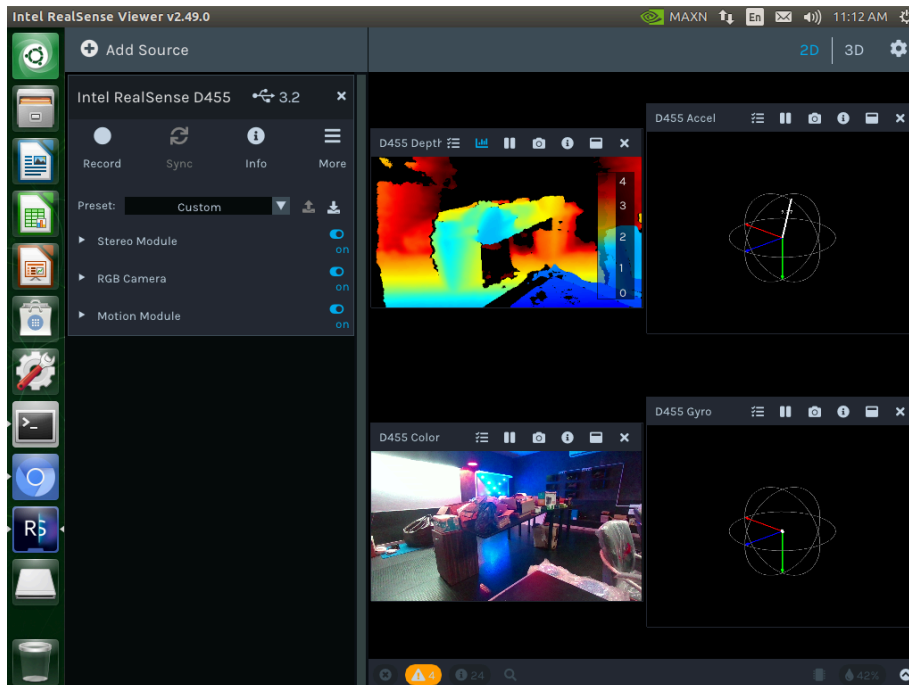 Intel RealSense Viewer v2.49.0
MAXN
En
11:12 AM
Add Source
2D
3D
Intel RealSense D455
3.2
Record
Sync
Info
More
Preset:
Custom
Stereo Module
on
RGB Camera
on
Motion Module
on
D455 Depth
4
3
2
1
0
D455 Accel
D455 Color
D455 Gyro
RS
4
24
42%